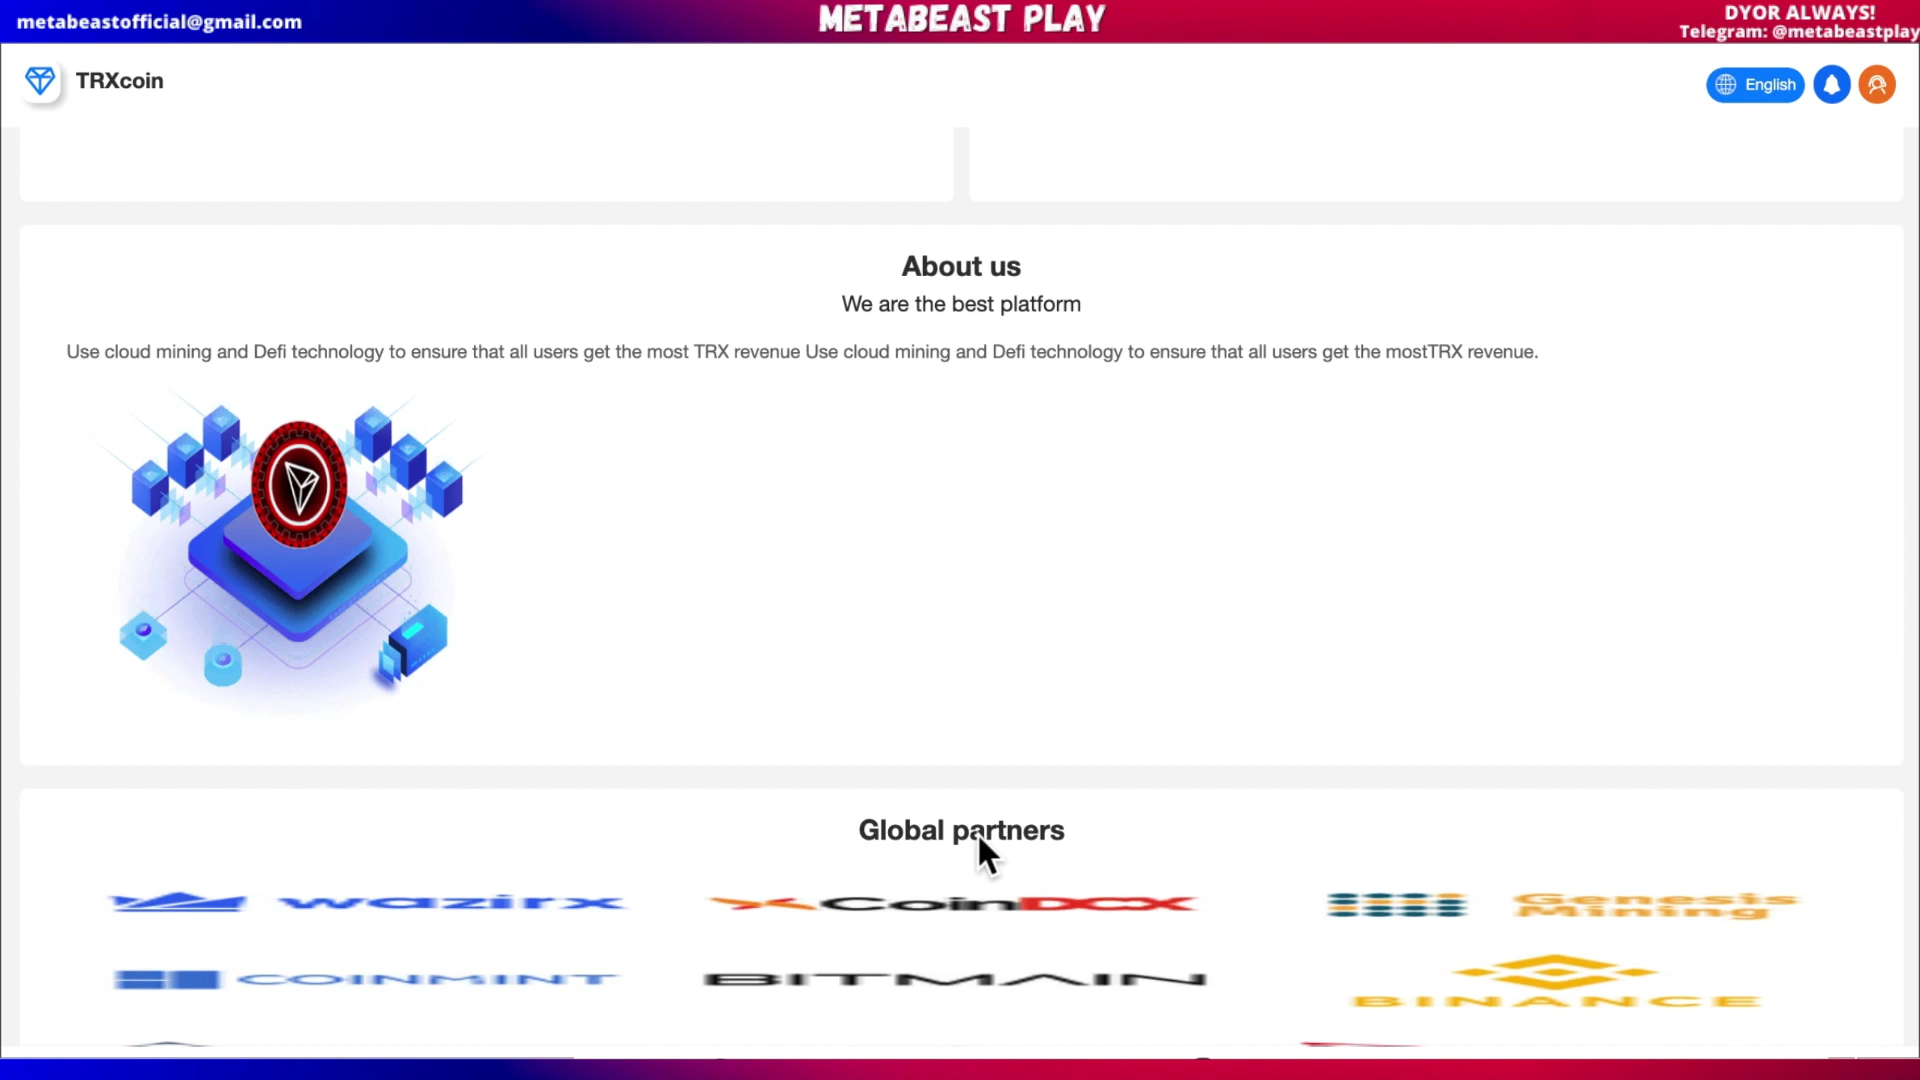 metabeastofficial@gmail.com
METABEAST PLAY
DYOR ALWAYS!
Telegram: @metabeastplay
TRXcoin
English
About us
We are the best platform
Use cloud mining and Defi technology to ensure that all users get the most TRX revenue Use cloud mining and Defi technology to ensure that all users get the mostTRX revenue.
Global partners
wazirx
CoinDCX
Genesis
Mining
COINMINT
BITMAIN
BINANCE